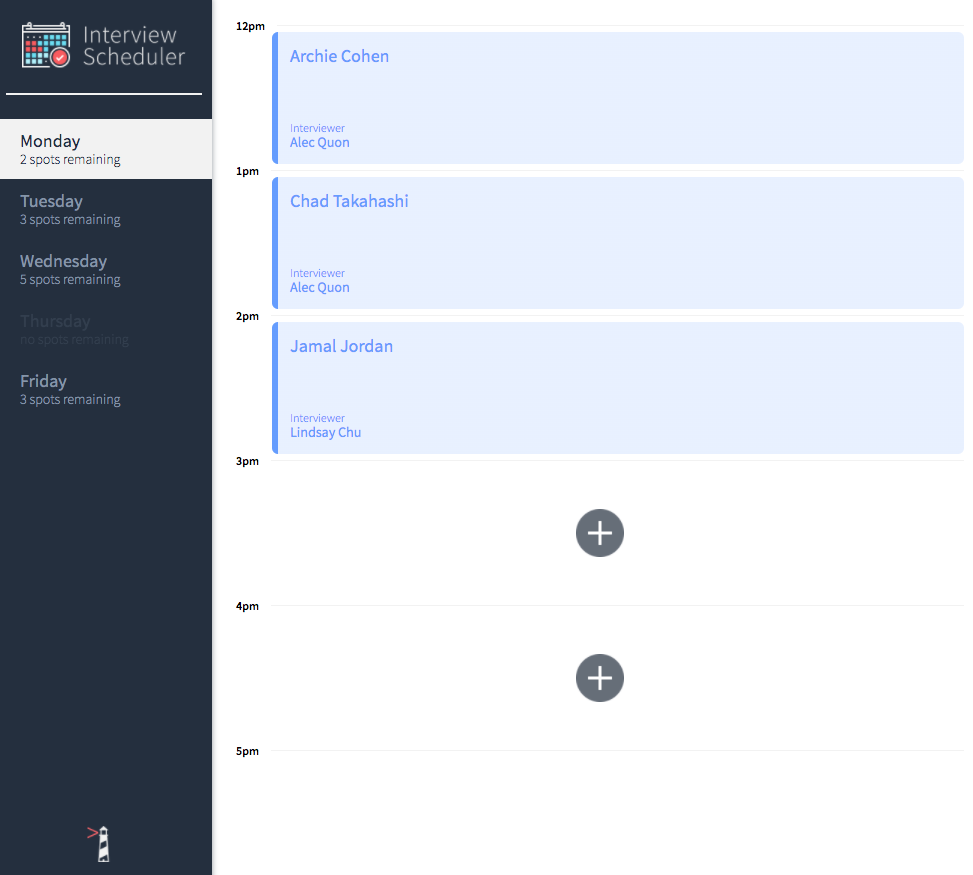 Interview
Scheduler
Monday
2 spots remaining
Tuesday
3 spots remaining
Wednesday
5 spots remaining
Thursday
no spots remaining
Friday
3 spots remaining
>
12pm
Archie Cohen
Interviewer
Alec Quon
1pm
Chad Takahashi
Interviewer
Alec Quon
2pm
Jamal Jordan
Interviewer
Lindsay Chu
3pm
4pm
5pm